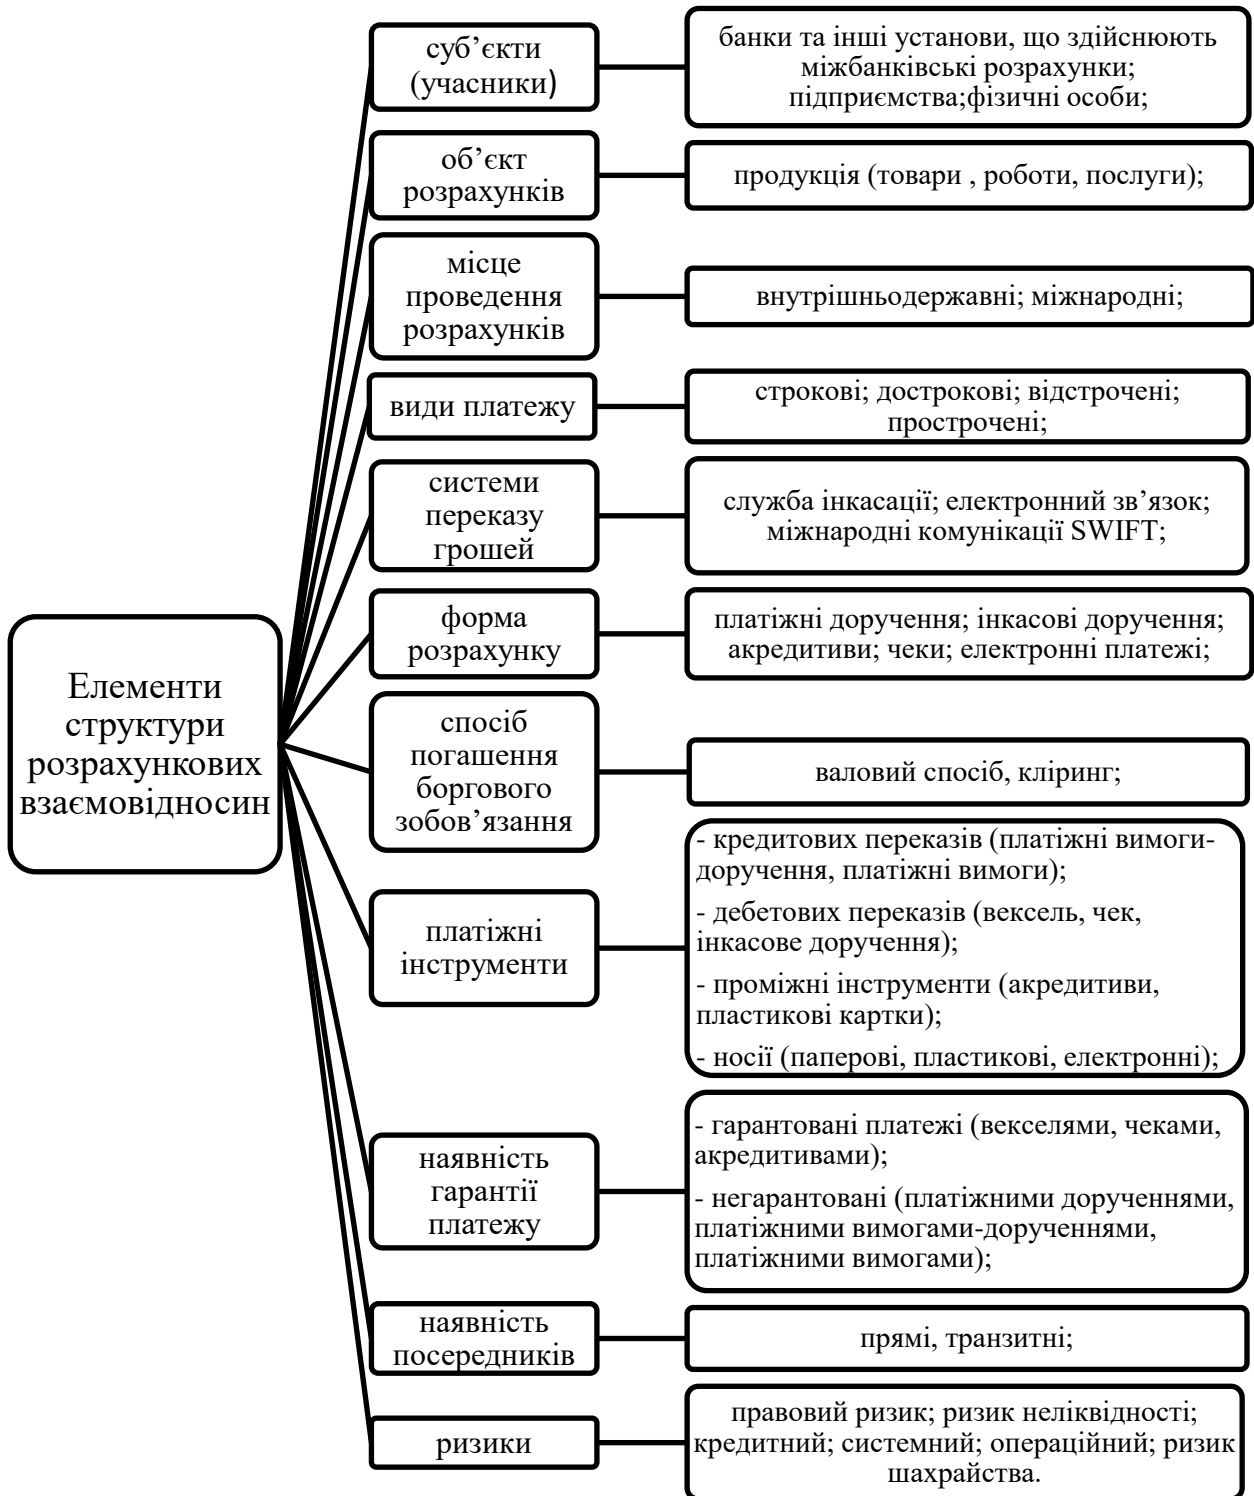 суб’єкти
(учасники)
банки та інші установи, що здійснюють
міжбанківські розрахунки;
підприємства;фізичні особи;
об’єкт
розрахунків
продукція (товари , роботи, послуги);
місце
проведення
розрахунків
внутрішньодержавні; міжнародні;
види платежу
строкові; дострокові; відстрочені;
прострочені;
системи
переказу
грошей
служба інкасації; електронний зв’язок;
міжнародні комунікації SWIFT;
форма
розрахунку
платіжні доручення; інкасові доручення;
акредитиви; чеки; електронні платежі;
Елементи
структури
розрахункових
взаємовідносин
спосіб
погашення
боргового
зобов’язання
валовий спосіб, кліринг;
платіжні
інструменти
- кредитових переказів (платіжні вимоги-
доручення, платіжні вимоги);
- дебетових переказів (вексель, чек,
інкасове доручення);
- проміжні інструменти (акредитиви,
пластикові картки);
- носії (паперові, пластикові, електронні);
наявність
гарантії
платежу
- гарантовані платежі (векселями, чеками,
акредитивами);
- негарантовані (платіжними дорученнями,
платіжними вимогами-дорученнями,
платіжними вимогами);
наявність
посередників
прямі, транзитні;
ризики
правовий ризик; ризик неліквідності;
кредитний; системний; операційний; ризик
шахрайства.